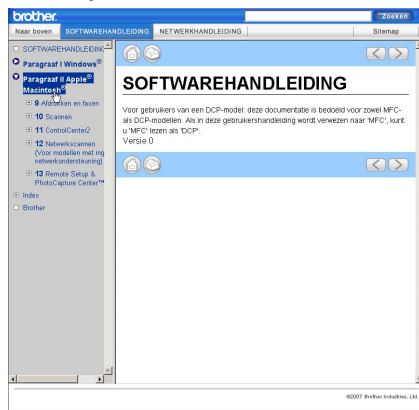 brother.
Zoeken
Naar boven
SOFTWAREHANDLEIDING
NETWERKHANDLEIDING
Sitemap
SOFTWAREHANDLEIDING
Paragraaf I Windows®
Paragraaf II Apple®
Macintosh®
9 Afdrukken en faxen
10 Scannen
11 ControlCenter2
12 Netwerkscannen
(Voor modellen met ing
netwerkondersteuning)
13 Remote Setup &
PhotoCapture Center™
Index
Brother
SOFTWAREHANDLEIDING
Voor gebruikers van een DCP-model: deze documentatie is bedoeld voor zowel MFC-
als DCP-modellen. Als in deze gebruikershandleiding wordt verwezen naar 'MFC', kunt
u 'MFC' lezen als 'DCP'.
Versie 0
©2007 Brother Industries, Ltd.